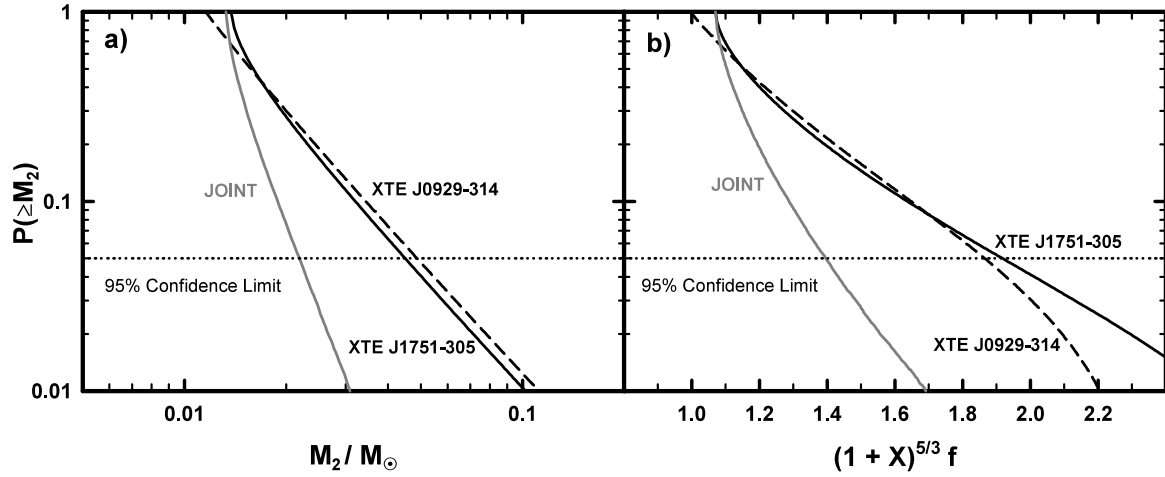 a)
b)
1
0.1
0.01
P(≥M₂)
JOINT
XTE J0929-314
95% Confidence Limit
XTE J1751-305
0.01
0.1
M₂ / M☉
JOINT
XTE J1751-305
95% Confidence Limit
XTE J0929-314
1.0 1.2 1.4 1.6 1.8 2.0 2.2
(1 + X)^5/3 f